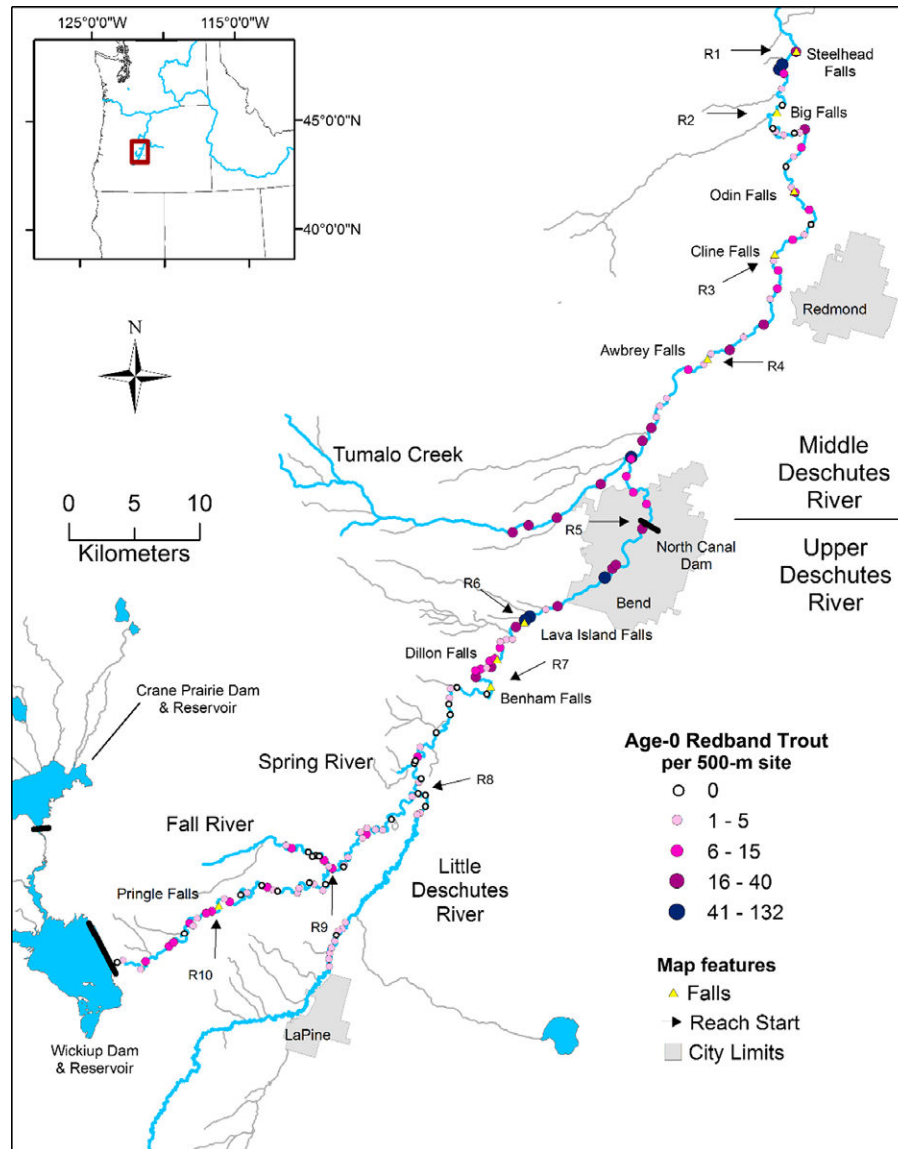 125°0'0"W
115°0'0"W
45°0'0"N
40°0'0"N
R1
Steelhead
Falls
R2
Big Falls
Odin Falls
Cline Falls
R3
Redmond
N
Awbrey Falls
R4
Tumalo Creek
Middle
Deschutes
River
0 5 10
Kilometers
R5
North Canal
Dam
Upper
Deschutes
River
R6
Bend
Lava Island Falls
Dillon Falls
R7
Benham Falls
Crane Prairie Dam
& Reservoir
Spring River
R8
Fall River
Pringle Falls
Little
Deschutes
River
R9
R10
LaPine
Wickiup Dam
& Reservoir
Age-0 Redband Trout
per 500-m site
0
1 - 5
6 - 15
16 - 40
41 - 132
Map features
Falls
Reach Start
City Limits